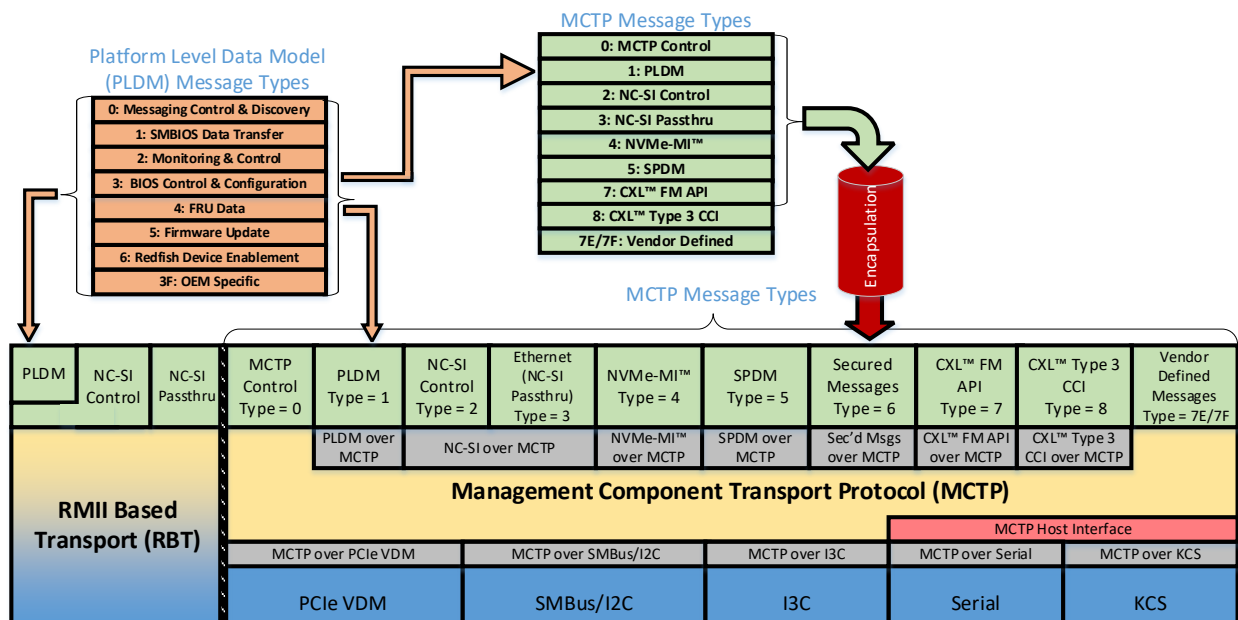 MCTP Message Types
0: MCTP Control
1: PLDM
2: NC-SI Control
3: NC-SI Passthru
4: NVMe-MI™
5: SPDM
7: CXL™ FM API
8: CXL™ Type 3 CCI
7E/7F: Vendor Defined
Platform Level Data Model
(PLDM) Message Types
0: Messaging Control & Discovery
1: SMBIOS Data Transfer
2: Monitoring & Control
3: BIOS Control & Configuration
4: FRU Data
5: Firmware Update
6: Redfish Device Enablement
3F: OEM Specific
Encapsulation
MCTP Message Types
PLDM
NC-SI
Control
NC-SI
Passthru
MCTP
Control
Type = 0
PLDM
Type = 1
NC-SI
Control
Type = 2
Ethernet
(NC-SI
Passthru)
Type = 3
NVMe-MI™
Type = 4
SPDM
Type = 5
Secured
Messages
Type = 6
CXL™ FM
API
Type = 7
CXL™ Type 3
CCI
Type = 8
Vendor
Defined
Messages
Type = 7E/7F
PLDM over
MCTP
NC-SI over MCTP
NVMe-MI™
over MCTP
SPDM over
MCTP
Sec'd Msgs
over MCTP
CXL™ FM API
over MCTP
CXL™ Type 3
CCI over MCTP
Management Component Transport Protocol (MCTP)
RMII Based
Transport (RBT)
MCTP Host Interface
MCTP over PCIe VDM
MCTP over SMBus/I2C
MCTP over I3C
MCTP over Serial
MCTP over KCS
PCIe VDM
SMBus/I2C
I3C
Serial
KCS